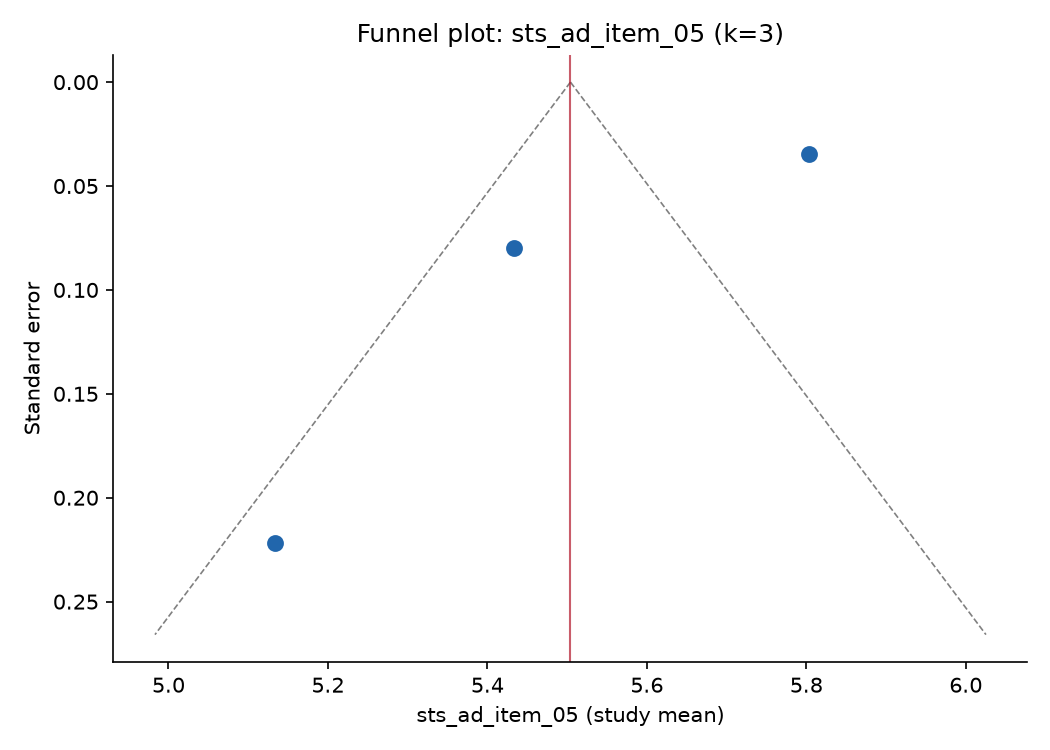 Funnel plot: sts_ad_item_05 (k=3)
0.00
0.05
0.10
0.15
0.20
0.25
Standard error
5.0 5.2 5.4 5.6 5.8 6.0
sts_ad_item_05 (study mean)